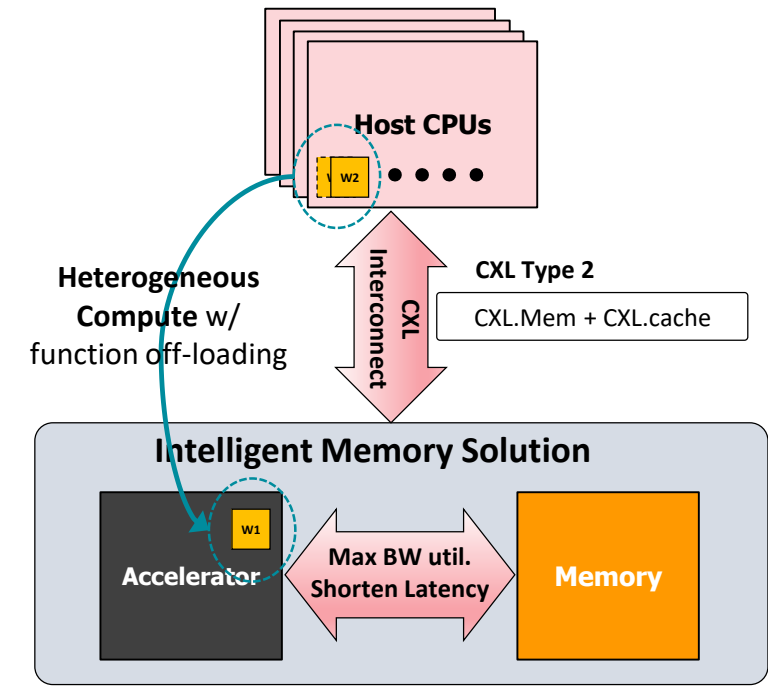 Host CPUs
W2
CXL
Interconnect
CXL Type 2
CXL.Mem + CXL.cache
Heterogeneous
Compute w/
function off-loading
Intelligent Memory Solution
W1
Accelerator
Max BW util.
Shorten Latency
Memory